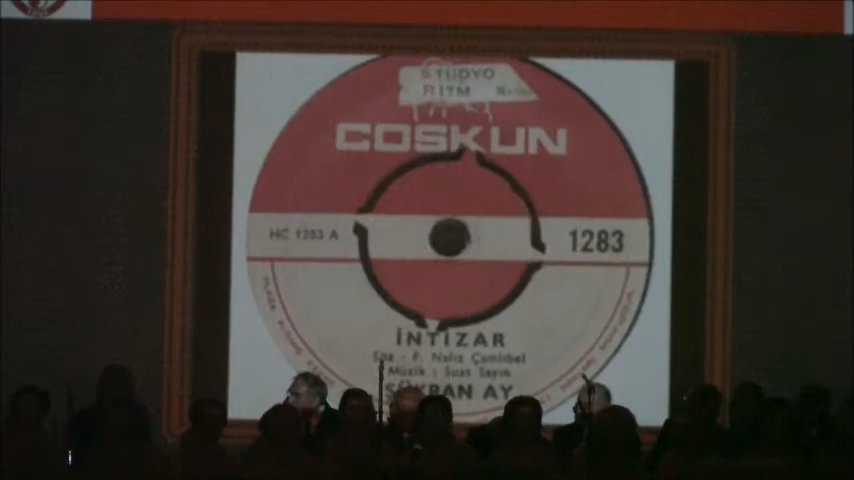 STÜDYO
RİTM
COSKUN
HC 1283 A
1283
İNTİZAR
Söz : F. Nafiz Çamlıbel
Müzik : Suat Sayın
ŞÜKRAN AY